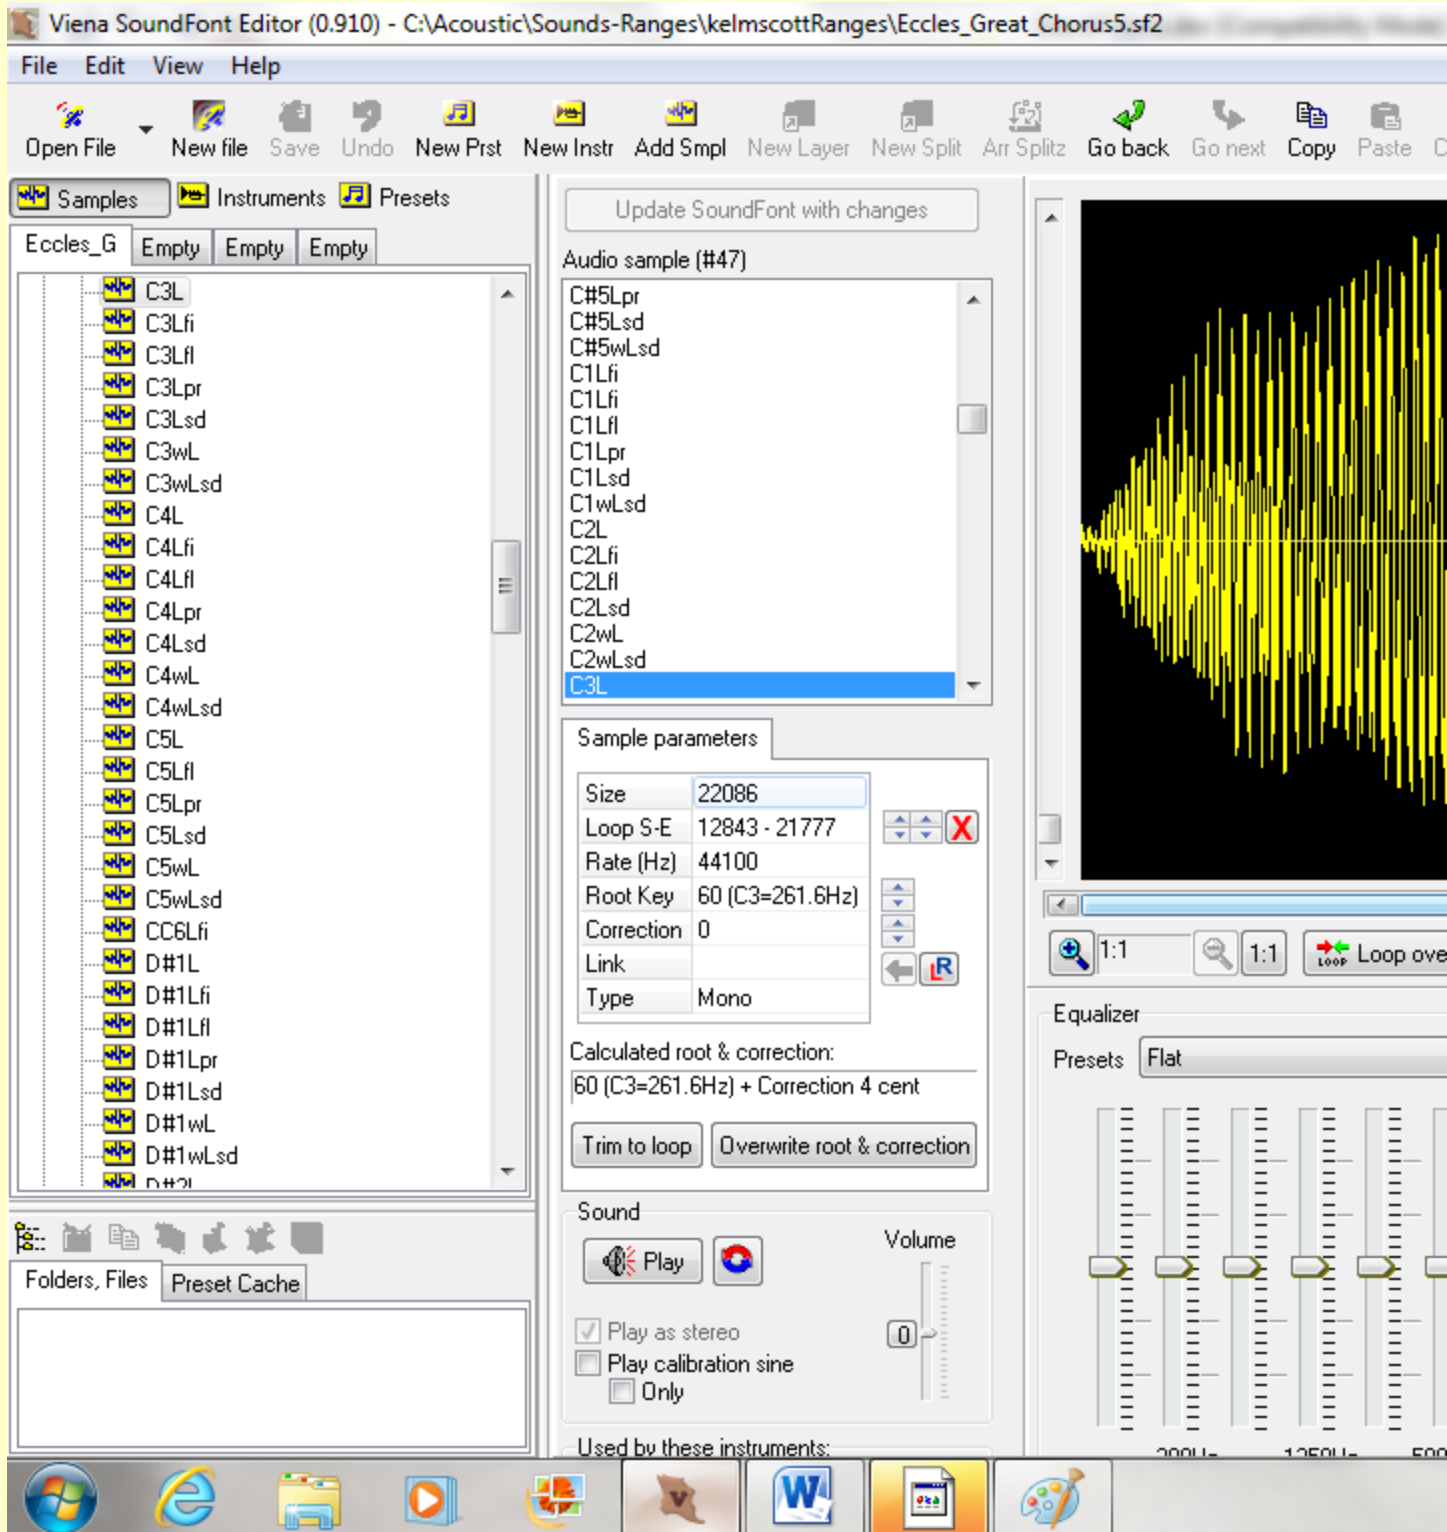 Viena SoundFont Editor (0.910) - C:\Acoustic\Sounds-Ranges\kelmscottRanges\Eccles_Great_Chorus5.sf2
File Edit View Help
Open File New file Save Undo New Prst New Instr Add Smpl New Layer New Split Arr Splitz Go back Go next Copy Paste
Samples Instruments Presets
Eccles_G Empty Empty Empty
C3L
C3Lfi
C3Lfl
C3Lpr
C3Lsd
C3wL
C3wLsd
C4L
C4Lfi
C4Lfl
C4Lpr
C4Lsd
C4wL
C4wLsd
C5L
C5Lfl
C5Lpr
C5Lsd
C5wL
C5wLsd
CC6Lfi
D#1L
D#1Lfi
D#1Lfl
D#1Lpr
D#1Lsd
D#1wL
D#1wLsd
Folders, Files Preset Cache
Update SoundFont with changes
Audio sample (#47)
C#5Lpr
C#5Lsd
C#5wLsd
C1Lfi
C1Lfi
C1Lfl
C1Lpr
C1Lsd
C1wLsd
C2L
C2Lfi
C2Lfl
C2Lsd
C2wL
C2wLsd
C3L
Sample parameters
Size 22086
Loop S-E 12843 - 21777
Rate (Hz) 44100
Root Key 60 (C3=261.6Hz)
Correction 0
Link
LR
Type Mono
Calculated root & correction:
60 (C3=261.6Hz) + Correction 4 cent
Trim to loop Overwrite root & correction
Sound
Play
Volume
0
Play as stereo
Play calibration sine
Only
Used by these instruments:
1:1 1:1 LOOP Loop ove
Equalizer
Presets Flat